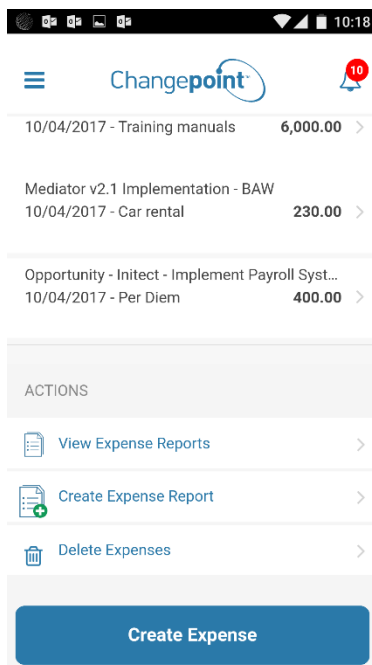 10:18
Changepoint
10
10/04/2017 - Training manuals 6,000.00
Mediator v2.1 Implementation - BAW
10/04/2017 - Car rental 230.00
Opportunity - Initect - Implement Payroll Syst...
10/04/2017 - Per Diem 400.00
ACTIONS
View Expense Reports
Create Expense Report
Delete Expenses
Create Expense